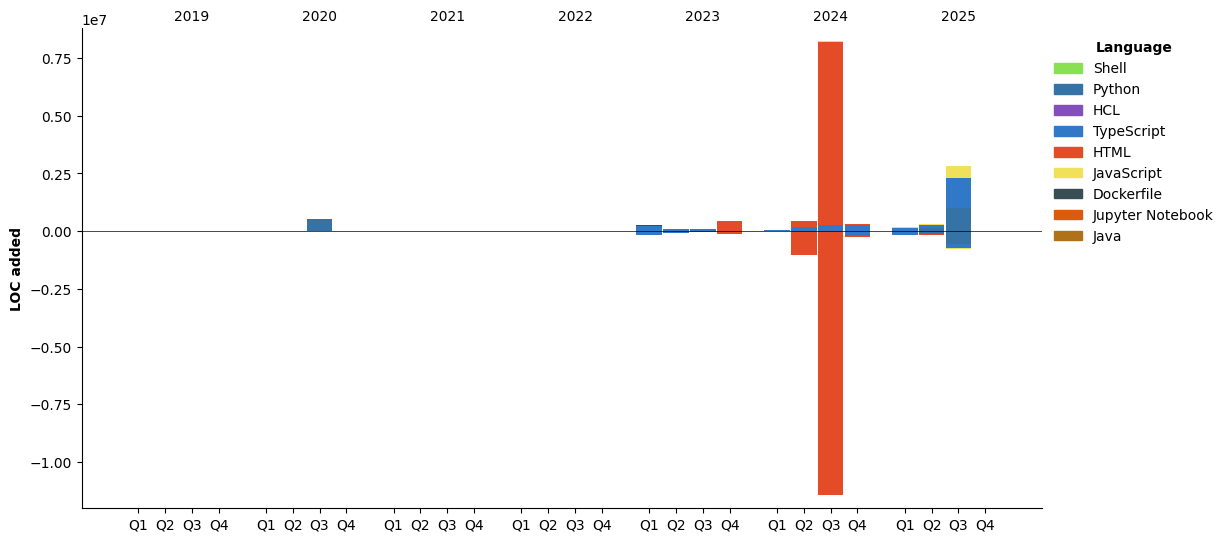 1e7
2019 2020 2021 2022 2023 2024 2025
0.75
0.50
0.25
0.00
−0.25
−0.50
−0.75
−1.00
LOC added
Q1 Q2 Q3 Q4 Q1 Q2 Q3 Q4 Q1 Q2 Q3 Q4 Q1 Q2 Q3 Q4 Q1 Q2 Q3 Q4 Q1 Q2 Q3 Q4 Q1 Q2 Q3 Q4
Language
Shell
Python
HCL
TypeScript
HTML
JavaScript
Dockerfile
Jupyter Notebook
Java